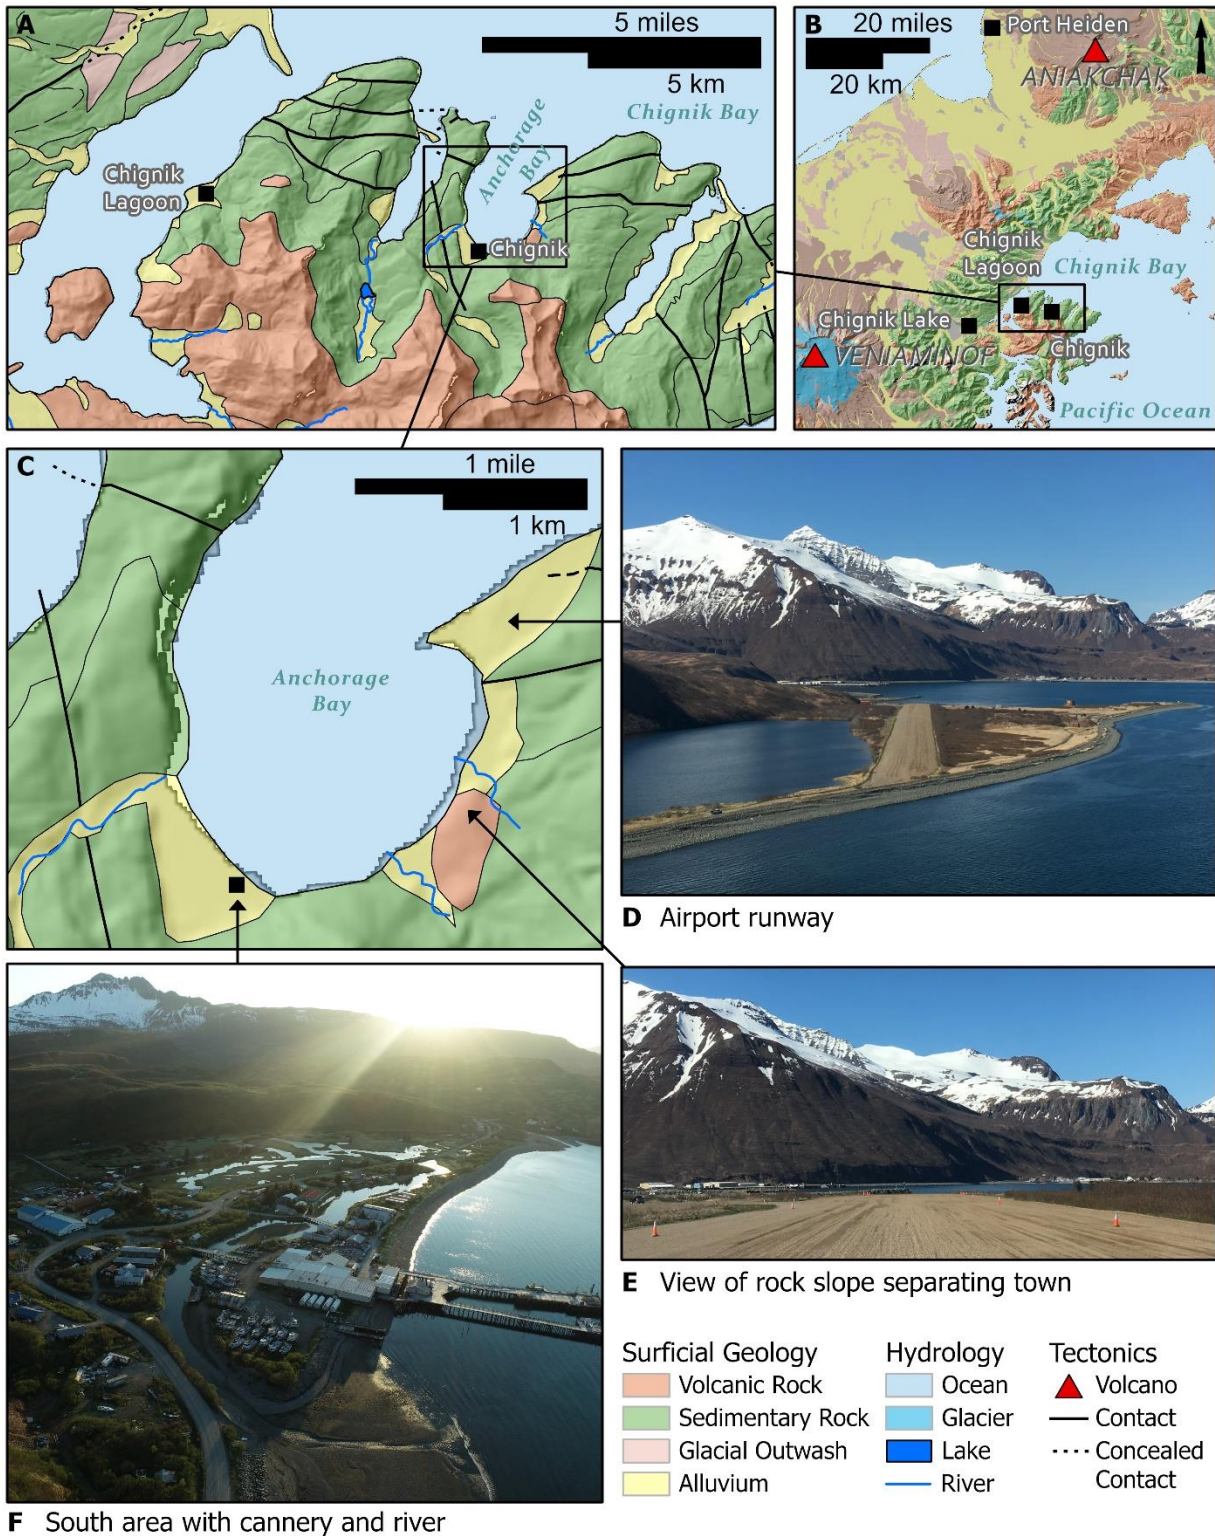 A
5 miles
5 km
Chignik Bay
Anchorage
Bay
Chignik
Lagoon
Chignik
B
20 miles
20 km
Port Heiden
ANIAKCHAK
Chignik
Lagoon
Chignik Bay
Chignik Lake
Chignik
VENIAMINOF
Pacific Ocean
C
1 mile
1 km
Anchorage
Bay
D Airport runway
E View of rock slope separating town
F South area with cannery and river
Surficial Geology
Volcanic Rock
Sedimentary Rock
Glacial Outwash
Alluvium
Hydrology
Ocean
Glacier
Lake
River
Tectonics
Volcano
Contact
Concealed
Contact